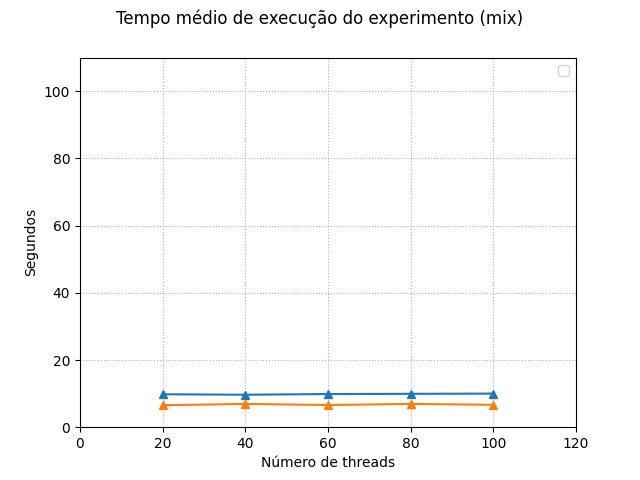 Tempo médio de execução do experimento (mix)
100
80
60
40
20
0
Segundos
0 20 40 60 80 100 120
Número de threads